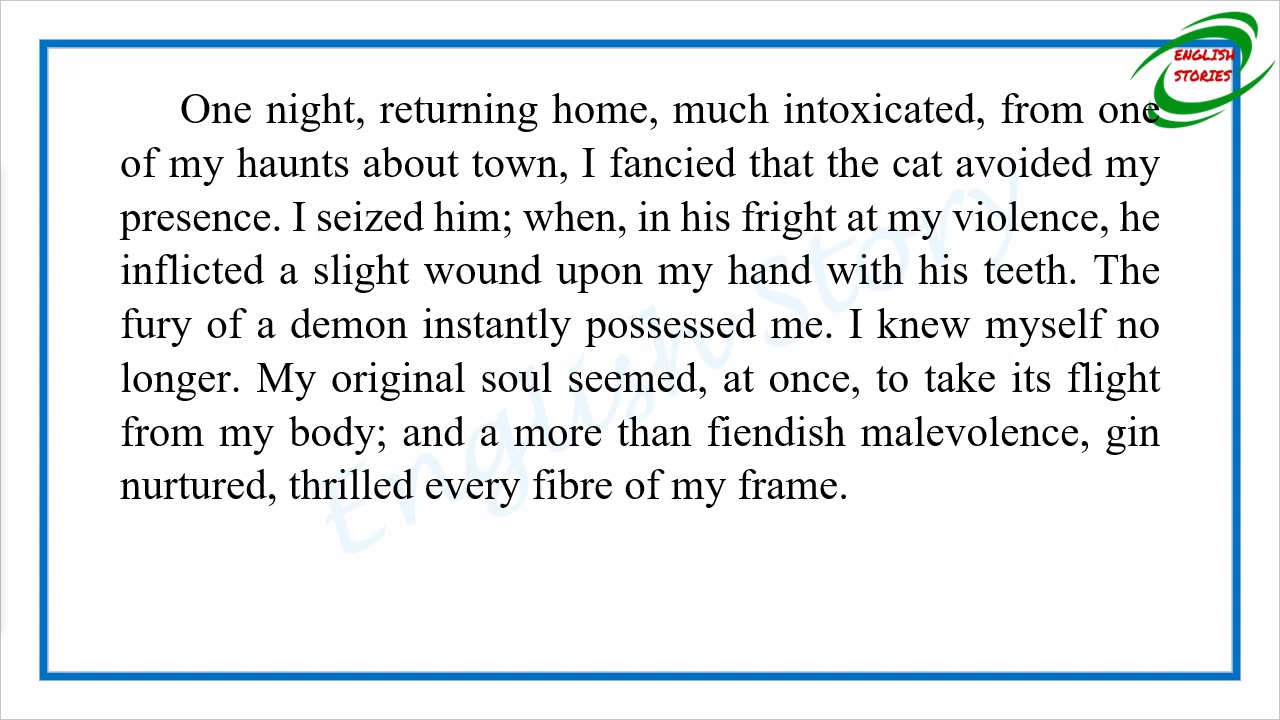 ENGLISH
STORIES
One night, returning home, much intoxicated, from one
of my haunts about town, I fancied that the cat avoided my
presence. I seized him; when, in his fright at my violence, he
inflicted a slight wound upon my hand with his teeth. The
fury of a demon instantly possessed me. I knew myself no
longer. My original soul seemed, at once, to take its flight
from my body; and a more than fiendish malevolence, gin
nurtured, thrilled every fibre of my frame.
English Story